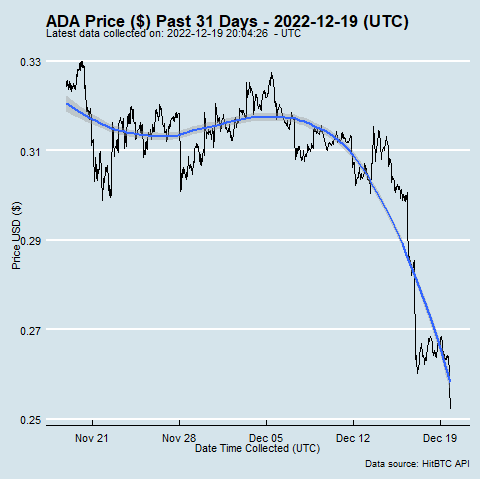 ADA Price ($) Past 31 Days - 2022-12-19 (UTC)
Latest data collected on: 2022-12-19 20:04:26 - UTC
0.33
0.31
0.29
0.27
0.25
Price USD ($)
Nov 21 Nov 28 Dec 05 Dec 12 Dec 19
Date Time Collected (UTC)
Data source: HitBTC API